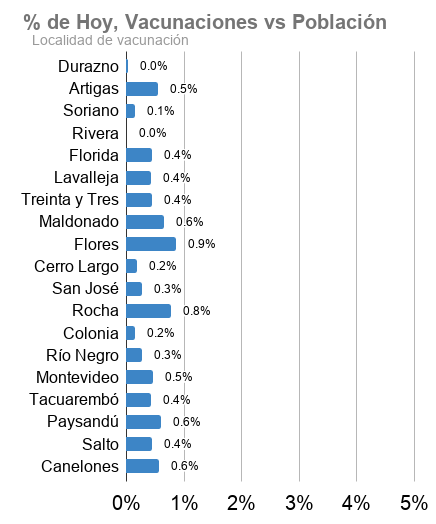 % de Hoy, Vacunaciones vs Población
Localidad de vacunación
Durazno 0.0%
Artigas 0.5%
Soriano 0.1%
Rivera 0.0%
Florida 0.4%
Lavalleja 0.4%
Treinta y Tres 0.4%
Maldonado 0.6%
Flores 0.9%
Cerro Largo 0.2%
San José 0.3%
Rocha 0.8%
Colonia 0.2%
Río Negro 0.3%
Montevideo 0.5%
Tacuarembó 0.4%
Paysandú 0.6%
Salto 0.4%
Canelones 0.6%
0% 1% 2% 3% 4% 5%